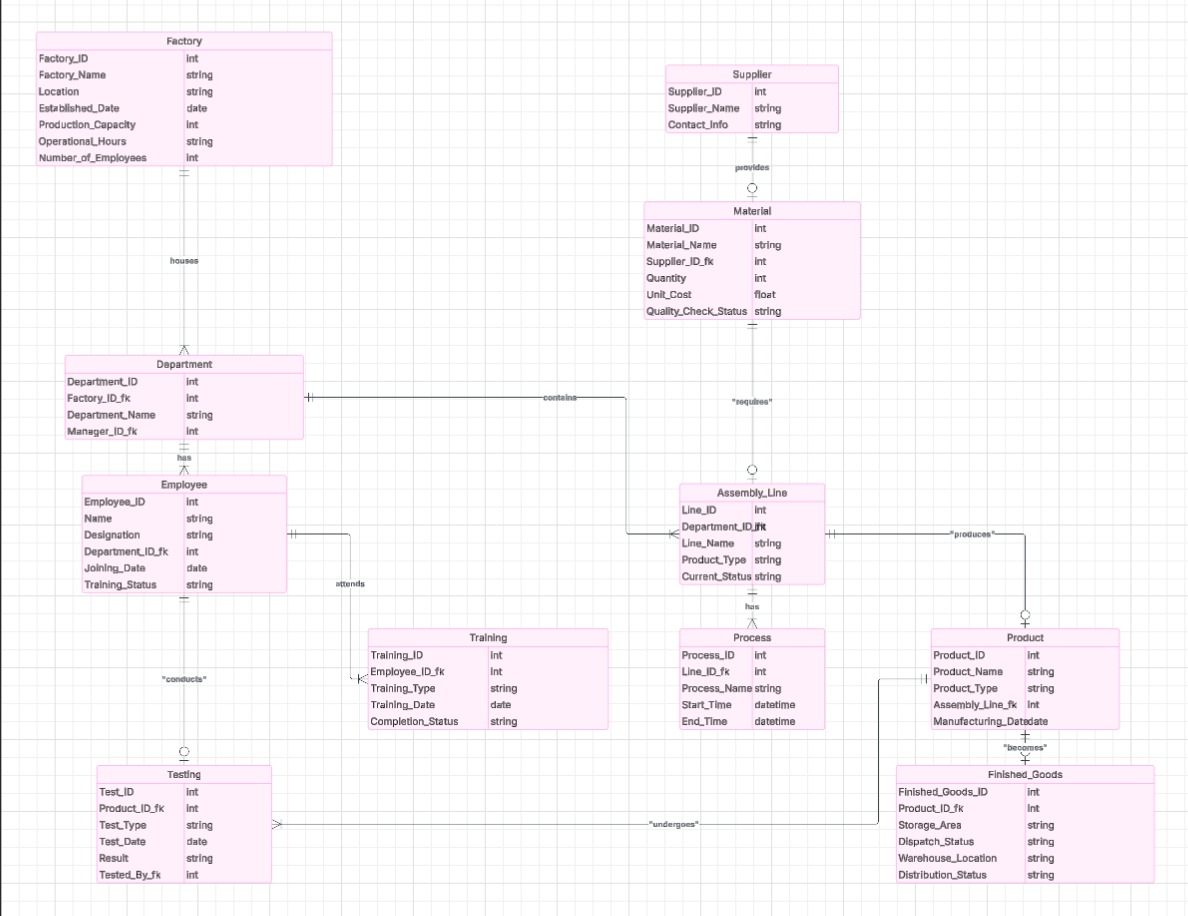 Factory
Factory_ID int
Factory_Name string
Location string
Established_Date date
Production_Capacity int
Operational_Hours string
Number_of_Employees int
Supplier
Supplier_ID int
Supplier_Name string
Contact_Info string
provides
Material
Material_ID int
Material_Name string
Supplier_ID_fk int
Quantity int
Unit_Cost float
Quality_Check_Status string
houses
Department
Department_ID int
Factory_ID_fk int
Department_Name string
Manager_ID_fk int
contains
"requires"
has
Employee
Employee_ID int
Name string
Designation string
Department_ID_fk int
Joining_Date date
Training_Status string
Assembly_Line
Line_ID int
Department_ID_fk int
Line_Name string
Product_Type string
Current_Status string
"produces"
attends
has
Training
Training_ID int
Employee_ID_fk int
Training_Type string
Training_Date date
Completion_Status string
Process
Process_ID int
Line_ID_fk int
Process_Name string
Start_Time datetime
End_Time datetime
Product
Product_ID int
Product_Name string
Product_Type string
Assembly_Line_fk int
Manufacturing_Date date
"conducts"
"becomes"
Testing
Test_ID int
Product_ID_fk int
Test_Type string
Test_Date date
Result string
Tested_By_fk int
"undergoes"
Finished_Goods
Finished_Goods_ID int
Product_ID_fk int
Storage_Area string
Dispatch_Status string
Warehouse_Location string
Distribution_Status string